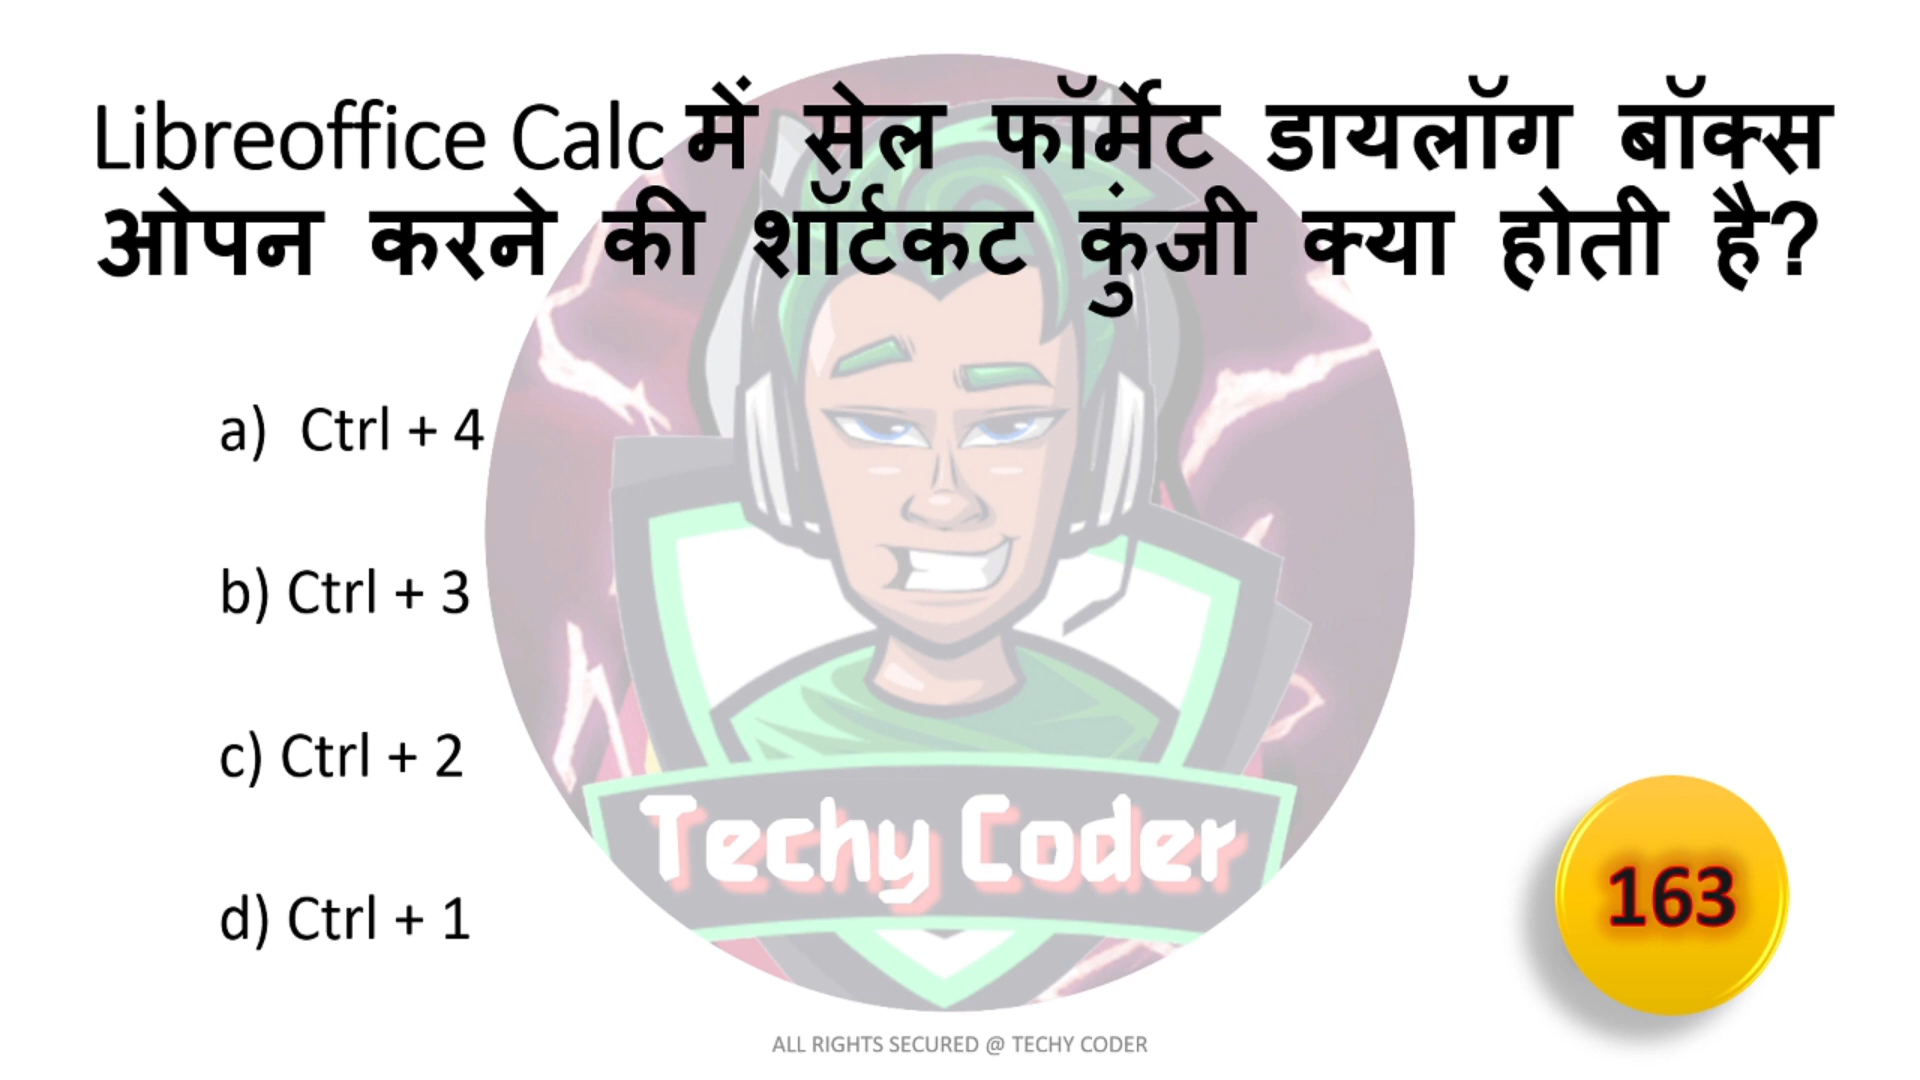 Libreoffice Calc में सेल फॉर्मेट डायलॉग बॉक्स
ओपन करने की शॉर्टकट कुंजी क्या होती है?
a) Ctrl + 4
b) Ctrl + 3
c) Ctrl + 2
d) Ctrl + 1
Techy Coder
163
ALL RIGHTS SECURED @ TECHY CODER